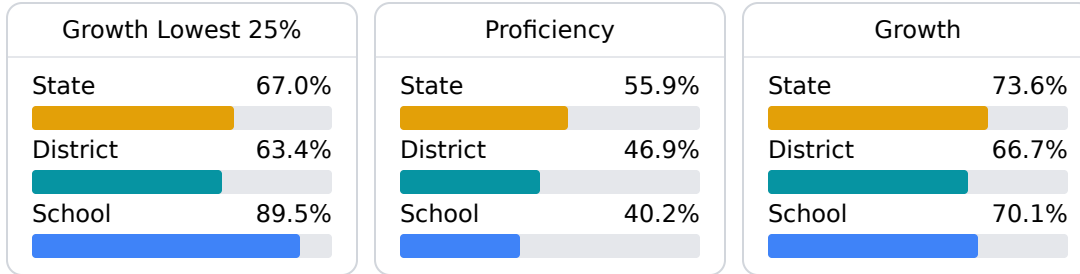 Growth Lowest 25%
State 67.0%
District 63.4%
School 89.5%
Proficiency
State 55.9%
District 46.9%
School 40.2%
Growth
State 73.6%
District 66.7%
School 70.1%